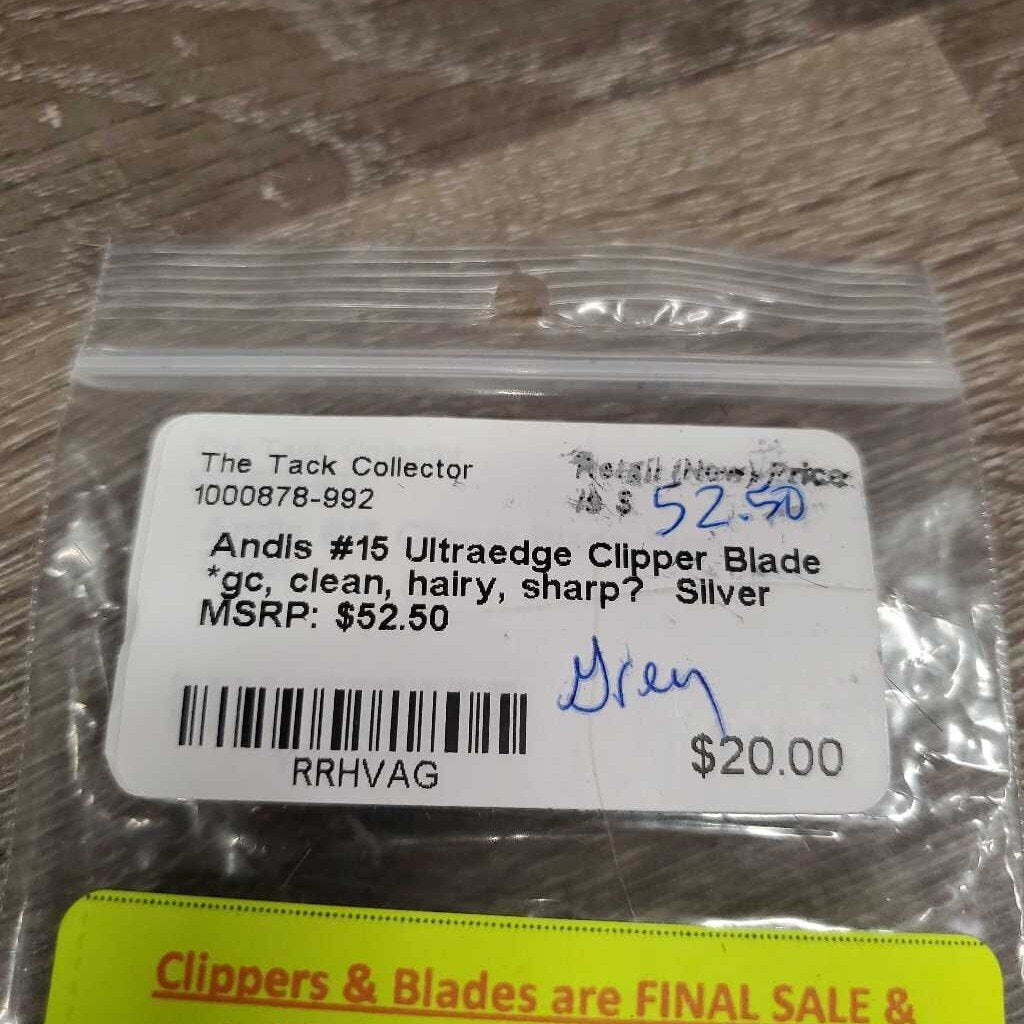 The Tack Collector
1000878-992
Retail (New) Price
is $ 52.50
Andis #15 Ultraedge Clipper Blade
*gc, clean, hairy, sharp? Silver
MSRP: $52.50
Grey
RRHVAG
$20.00
Clippers & Blades are FINAL SALE &